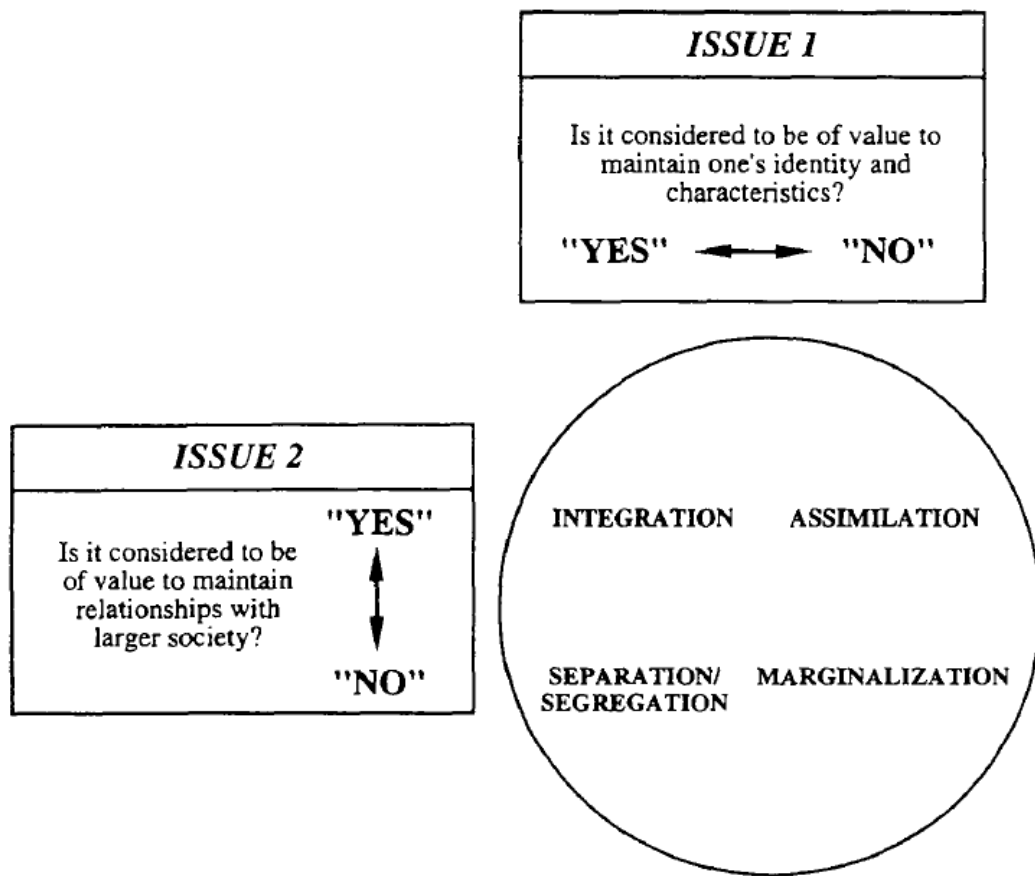 ISSUE 1
Is it considered to be of value to
maintain one's identity and
characteristics?
"YES" "NO"
ISSUE 2
"YES"
Is it considered to be
of value to maintain
relationships with
larger society?
"NO"
INTEGRATION ASSIMILATION
SEPARATION/ MARGINALIZATION
SEGREGATION